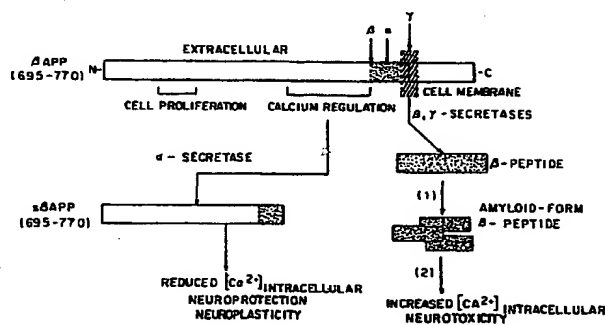 β α γ
EXTRACELLULAR
βAPP
(695-770)
N-
-C
CELL MEMBRANE
CELL PROLIFERATION
CALCIUM REGULATION
β, γ - SECRETASES
α - SECRETASE
β-PEPTIDE
(1)
sβAPP
(695-770)
AMYLOID-FORM
β- PEPTIDE
(2)
REDUCED [Ca2+]INTRACELLULAR
NEUROPROTECTION
NEUROPLASTICITY
INCREASED [CA2+]INTRACELLULAR
NEUROTOXICITY